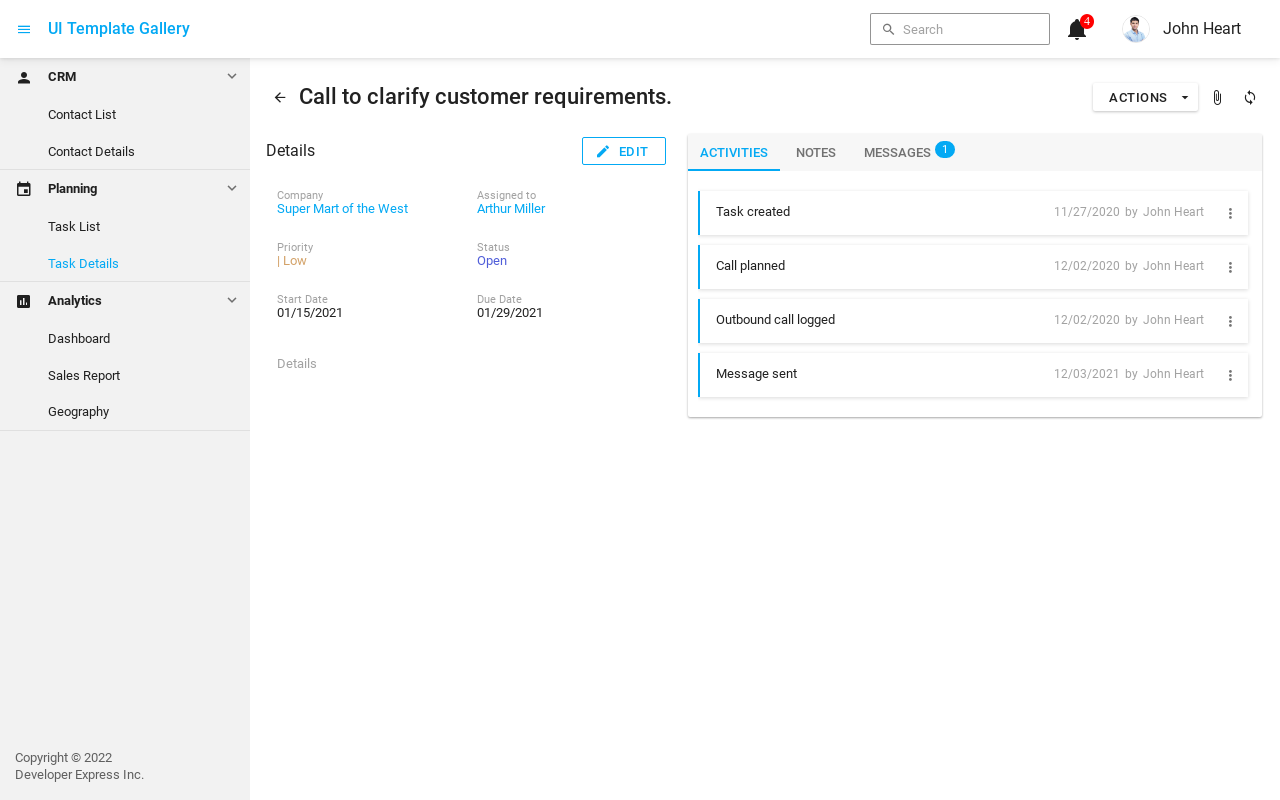 UI Template Gallery
Search
4
John Heart
CRM
Contact List
Contact Details
Planning
Task List
Task Details
Analytics
Dashboard
Sales Report
Geography
Copyright © 2022
Developer Express Inc.
Call to clarify customer requirements.
ACTIONS
Details
EDIT
Company
Super Mart of the West
Assigned to
Arthur Miller
Priority
| Low
Status
Open
Start Date
01/15/2021
Due Date
01/29/2021
Details
ACTIVITIES NOTES MESSAGES 1
Task created 11/27/2020 by John Heart
Call planned 12/02/2020 by John Heart
Outbound call logged 12/02/2020 by John Heart
Message sent 12/03/2021 by John Heart